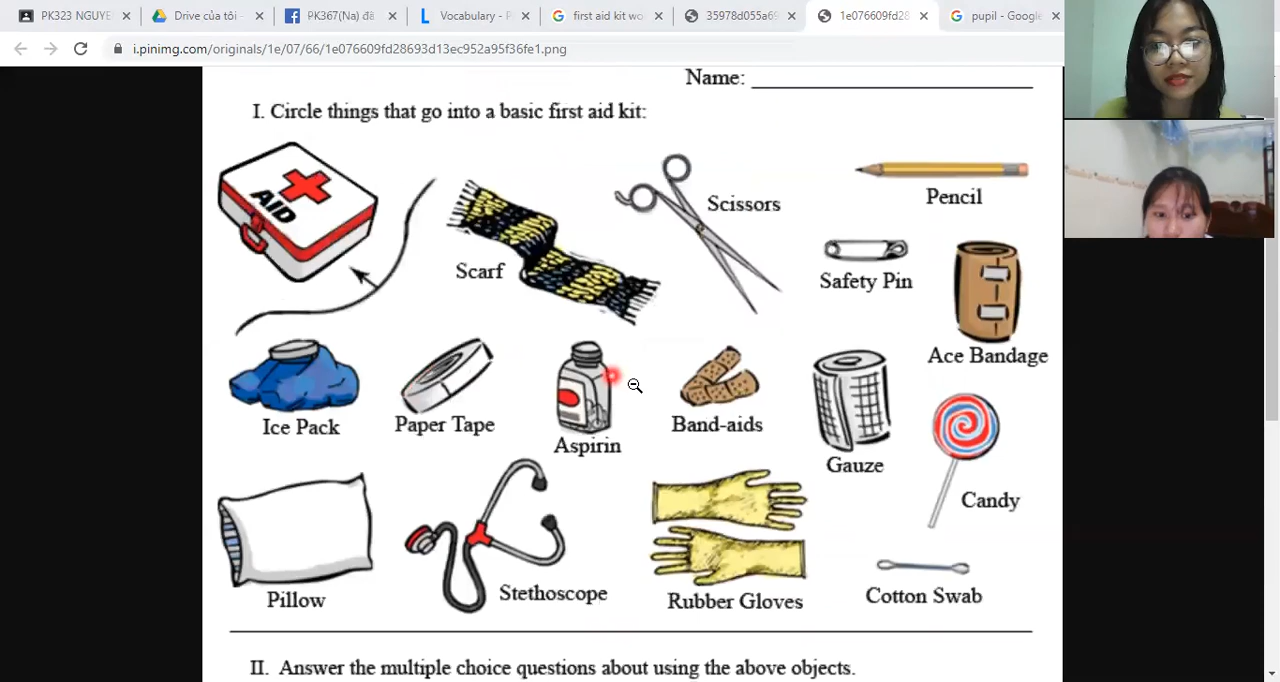 PK323 NGUYE
Drive của tôi -
PK367(Na) đã
Vocabulary - P
first aid kit wo
35978d055a69
1e076609fd28
pupil - Google
i.pinimg.com/originals/1e/07/66/1e076609fd28693d13ec952a95f36fe1.png
Name:
I. Circle things that go into a basic first aid kit:
AID
Scissors
Pencil
Scarf
Safety Pin
Ace Bandage
Ice Pack
Paper Tape
Aspirin
Band-aids
Gauze
Candy
Pillow
Stethoscope
Rubber Gloves
Cotton Swab
II. Answer the multiple choice questions about using the above objects.